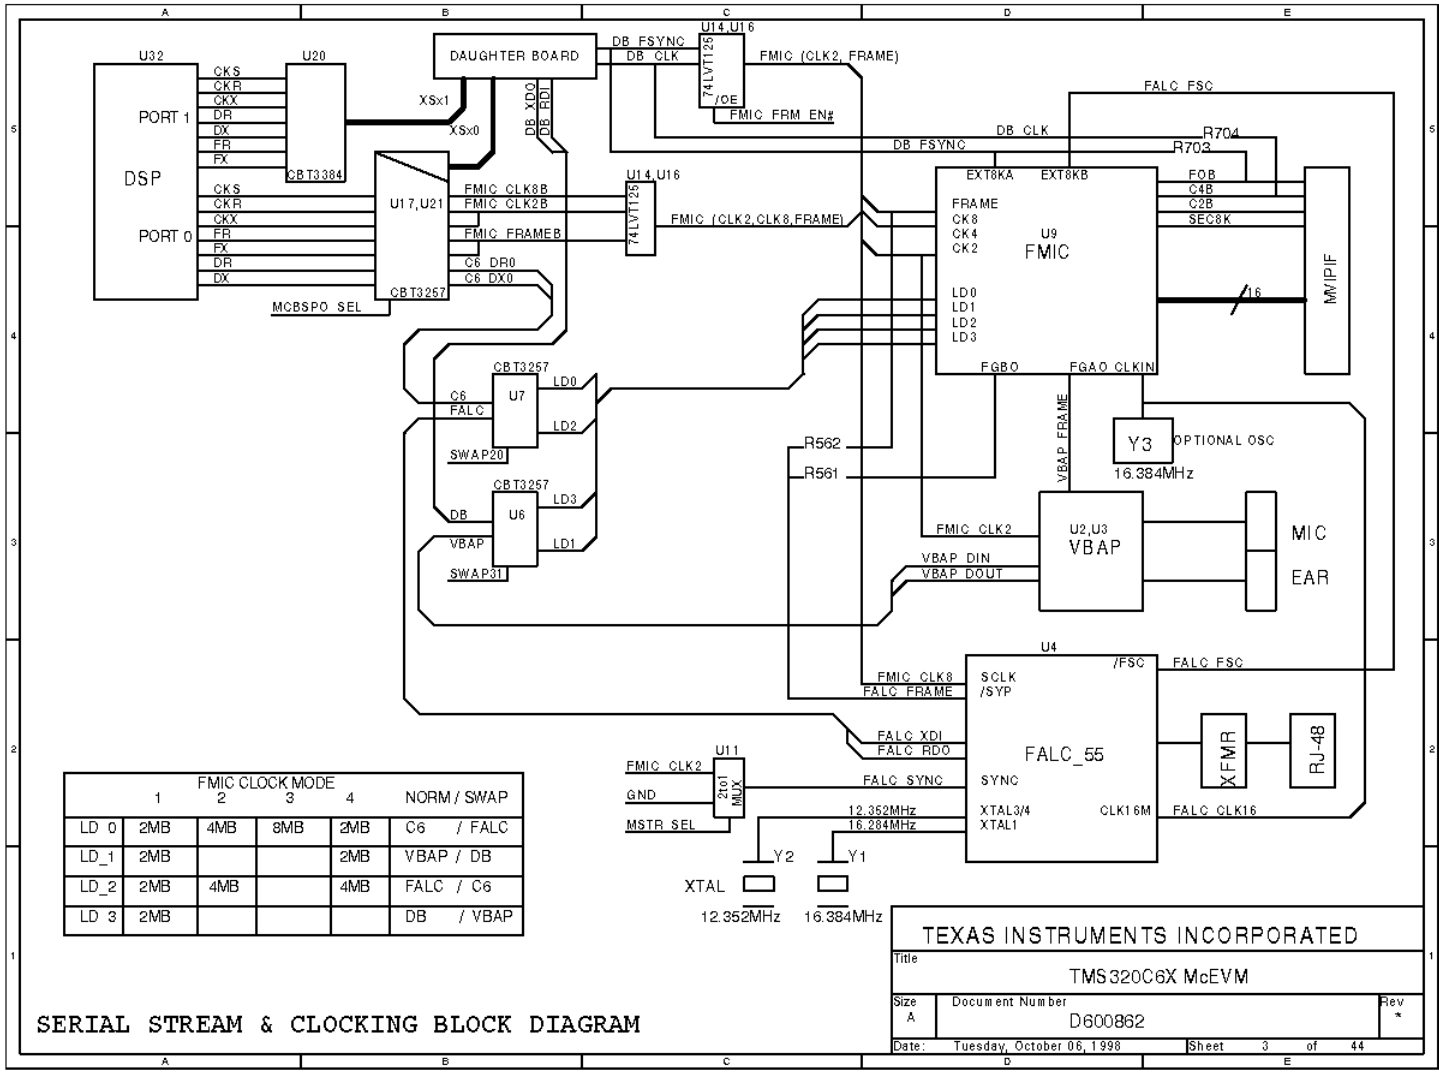 A B C D E
5 4 3 2 1
U32
U20
DAUGHTER BOARD
U14,U16
DB FSYNC
DB CLK
74LVT125
/OE
FMIC (CLK2, FRAME)
FMIC FRM EN#
FALC FSC
CKS
CKR
CKX
DR
DX
FR
FX
PORT 1
DSP
PORT 0
CBT3384
XSx1
XSx0
DB XDO
DB RDI
DB CLK
R704
DB FSYNC
R703
CKS
CKR
CKX
FR
FX
DR
DX
U17,U21
CBT3257
MCBSPO SEL
FMIC CLK8B
FMIC CLK2B
FMIC FRAMEB
C6 DR0
C6 DX0
U14,U16
74LVT125
FMIC (CLK2,CLK8,FRAME)
EXT8KA EXT8KB
FRAME
CK8
CK4
CK2
U9
FMIC
LD0
LD1
LD2
LD3
FGBO
FGAO CLKIN
FOB
C4B
C2B
SEC8K
16
MVIPIF
CBT3257
U7
C6
FALC
LD0
LD2
SWAP20
CBT3257
U6
DB
VBAP
LD3
LD1
SWAP31
R562
R561
VBAP FRAME
Y3
OPTIONAL OSC
16.384MHz
FMIC CLK2
VBAP DIN
VBAP DOUT
U2,U3
VBAP
MIC
EAR
U4
/FSC
FALC FSC
FMIC CLK8
FALC FRAME
SCLK
/SYP
FALC XDI
FALC RDO
FALC_55
XFMR
RJ-48
U11
FMIC CLK2
GND
MSTR SEL
2to1
MUX
FALC SYNC
SYNC
12.352MHz
16.284MHz
XTAL3/4
XTAL1
CLK16M
FALC CLK16
Y2
Y1
XTAL
12.352MHz
16.384MHz
FMIC CLOCK MODE
1 2 3 4 NORM / SWAP
LD 0 2MB 4MB 8MB 2MB C6 / FALC
LD_1 2MB 2MB VBAP / DB
LD_2 2MB 4MB 4MB FALC / C6
LD 3 2MB DB / VBAP
SERIAL STREAM & CLOCKING BLOCK DIAGRAM
TEXAS INSTRUMENTS INCORPORATED
Title
TMS320C6X McEVM
Size
A
Document Number
D600862
Rev
*
Date: Tuesday, October 06, 1998 Sheet 3 of 44
A B C D E
5 4 3 2 1